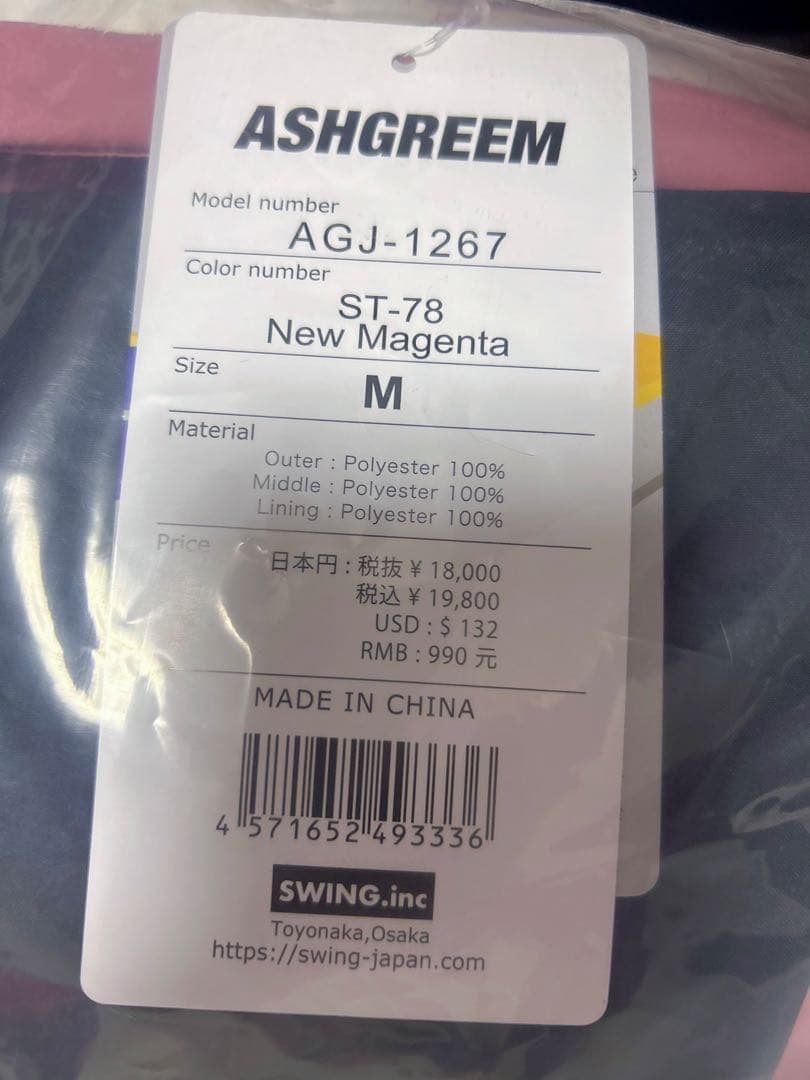 ASHGREEM
Model number
AGJ-1267
Color number
ST-78
New Magenta
Size
M
Material
Outer : Polyester 100%
Middle : Polyester 100%
Lining : Polyester 100%
Price
日本円 : 税抜 ¥ 18,000
税込 ¥ 19,800
USD : $ 132
RMB : 990 元
MADE IN CHINA
4 571652 493336
SWING.inc
Toyonaka,Osaka
https://swing-japan.com